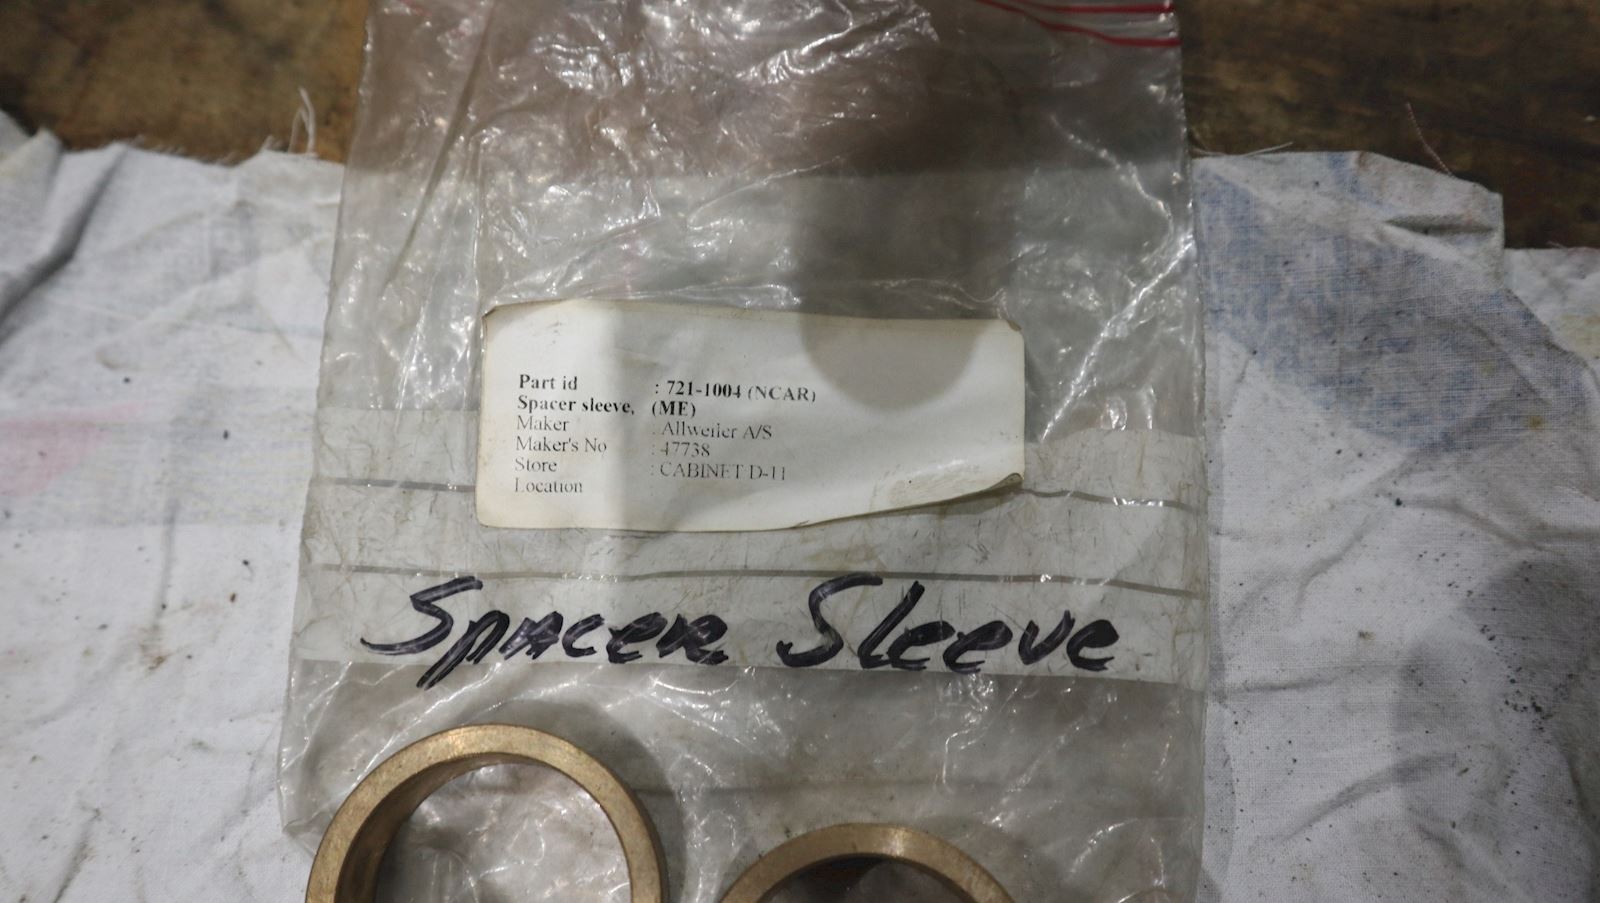 Part id : 721-1004 (NCAR)
Spacer sleeve, (ME)
Maker : Allweiler A/S
Maker's No : 47738
Store : CABINET D-11
Location
Spacer Sleeve